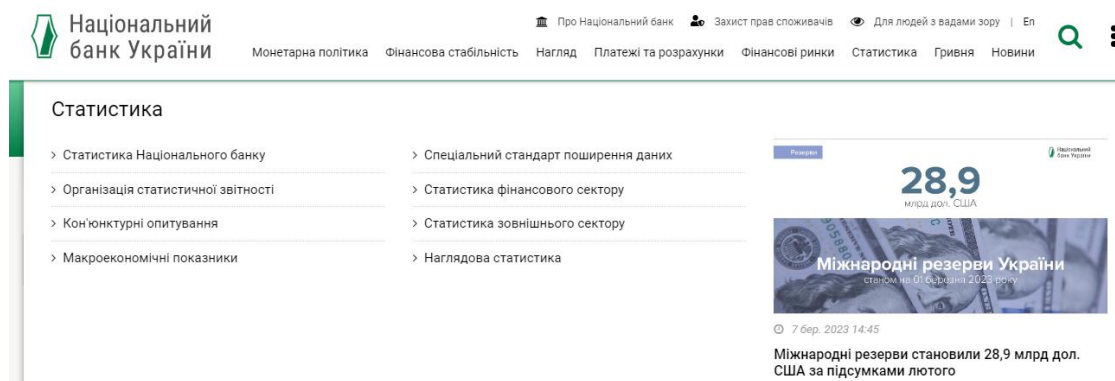 Національний
банк України
Про Національний банк
Захист прав споживачів
Для людей з вадами зору | En
Монетарна політика
Фінансова стабільність
Нагляд
Платежі та розрахунки
Фінансові ринки
Статистика
Гривня
Новини
Статистика
> Статистика Національного банку
> Організація статистичної звітності
> Кон'юнктурні опитування
> Макроекономічні показники
> Спеціальний стандарт поширення даних
> Статистика фінансового сектору
> Статистика зовнішнього сектору
> Наглядова статистика
Резерви
Національний
банк України
28,9
млрд дол. США
Міжнародні резерви України
станом на 01 березня 2023 року
7 бер. 2023 14:45
Міжнародні резерви становили 28,9 млрд дол.
США за підсумками лютого